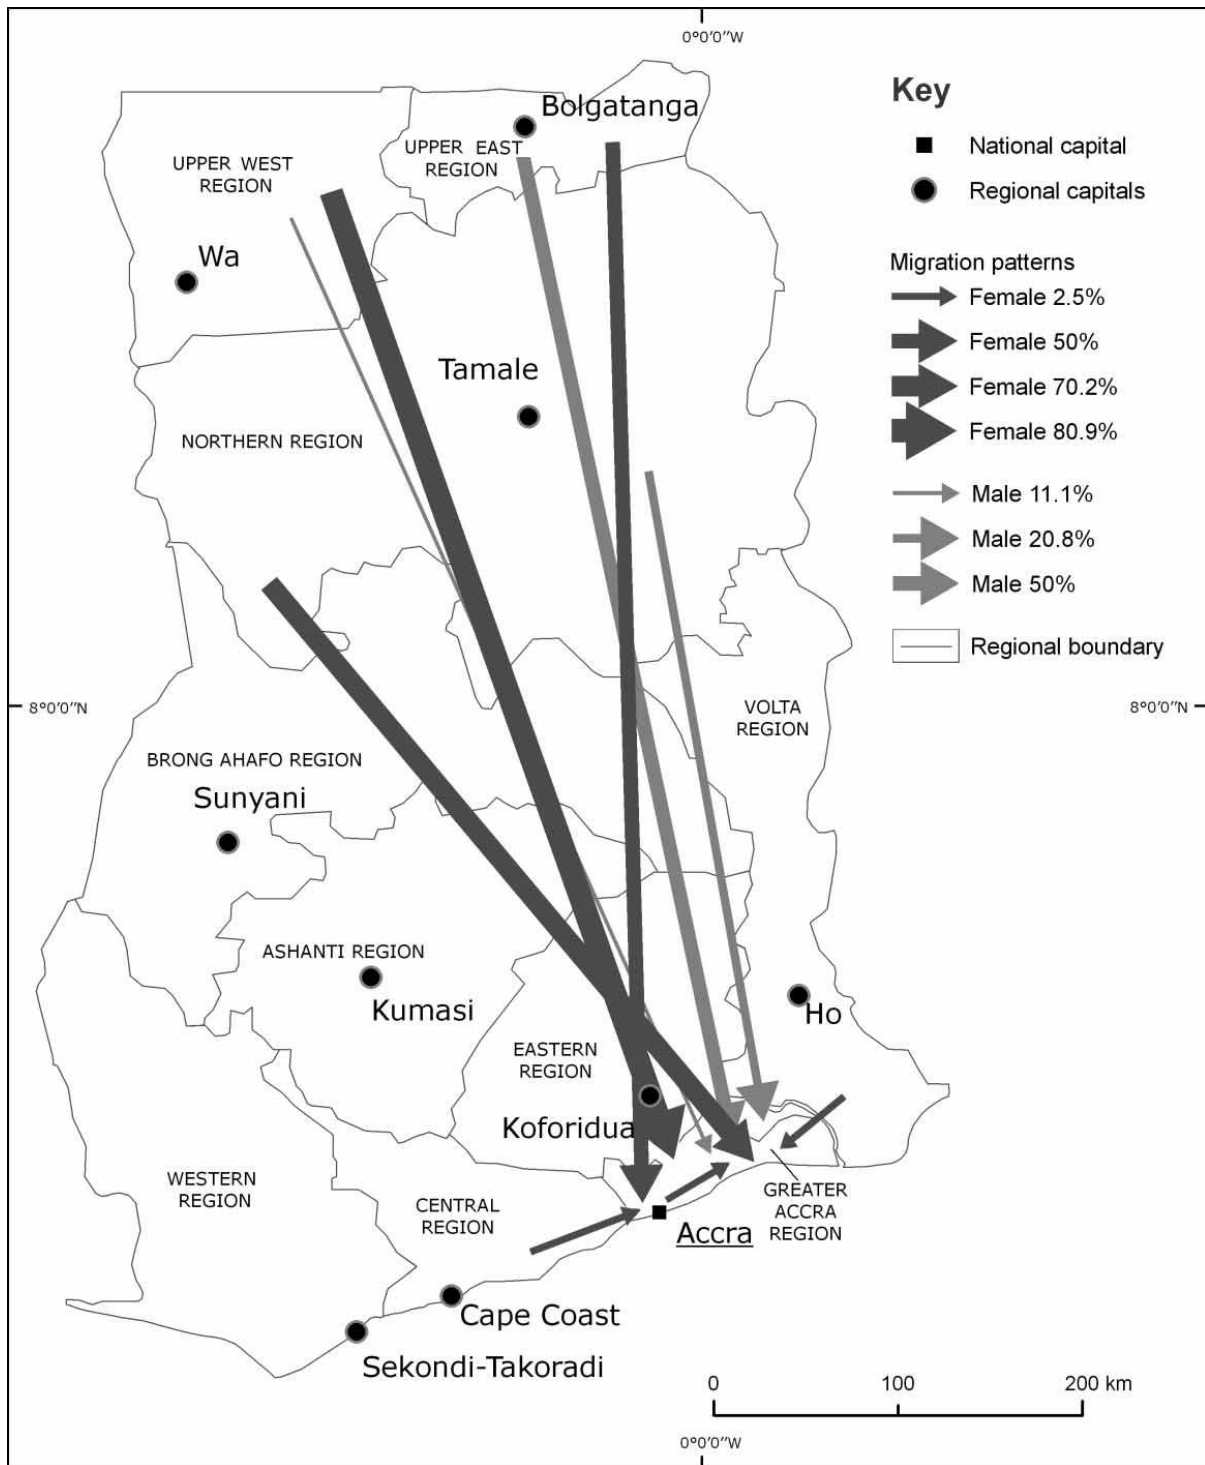 0°0'0"W
Bolgatanga
UPPER EAST
REGION
UPPER WEST
REGION
Wa
Tamale
NORTHERN REGION
Key
National capital
Regional capitals
Migration patterns
Female 2.5%
Female 50%
Female 70.2%
Female 80.9%
Male 11.1%
Male 20.8%
Male 50%
Regional boundary
8°0'0"N
8°0'0"N
VOLTA
REGION
BRONG AHAFO REGION
Sunyani
ASHANTI REGION
Kumasi
Ho
EASTERN
REGION
Koforidua
WESTERN
REGION
CENTRAL
REGION
GREATER
ACCRA
REGION
Accra
Cape Coast
Sekondi-Takoradi
0 100 200 km
0°0'0"W